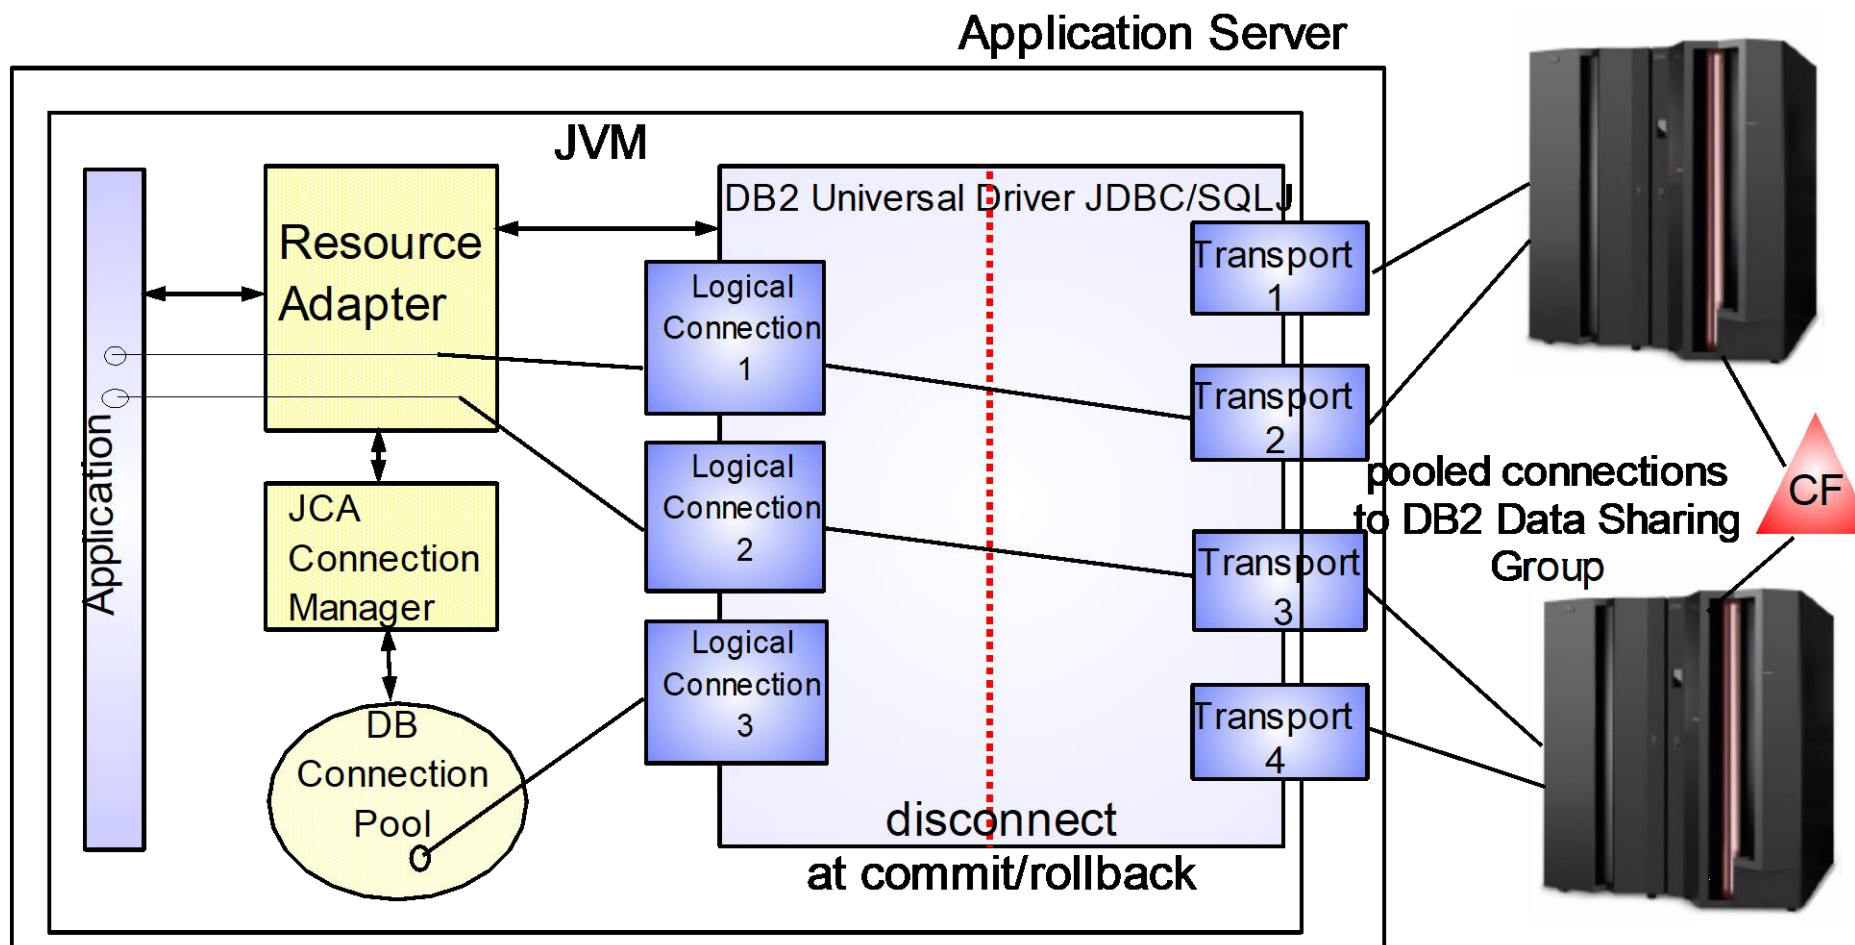 Application Server
JVM
Application
Resource
Adapter
JCA
Connection
Manager
DB
Connection
Pool
DB2 Universal Driver JDBC/SQLJ
Logical
Connection
1
Logical
Connection
2
Logical
Connection
3
Transport
1
Transport
2
Transport
3
Transport
4
disconnect
at commit/rollback
pooled connections
to DB2 Data Sharing
Group
CF